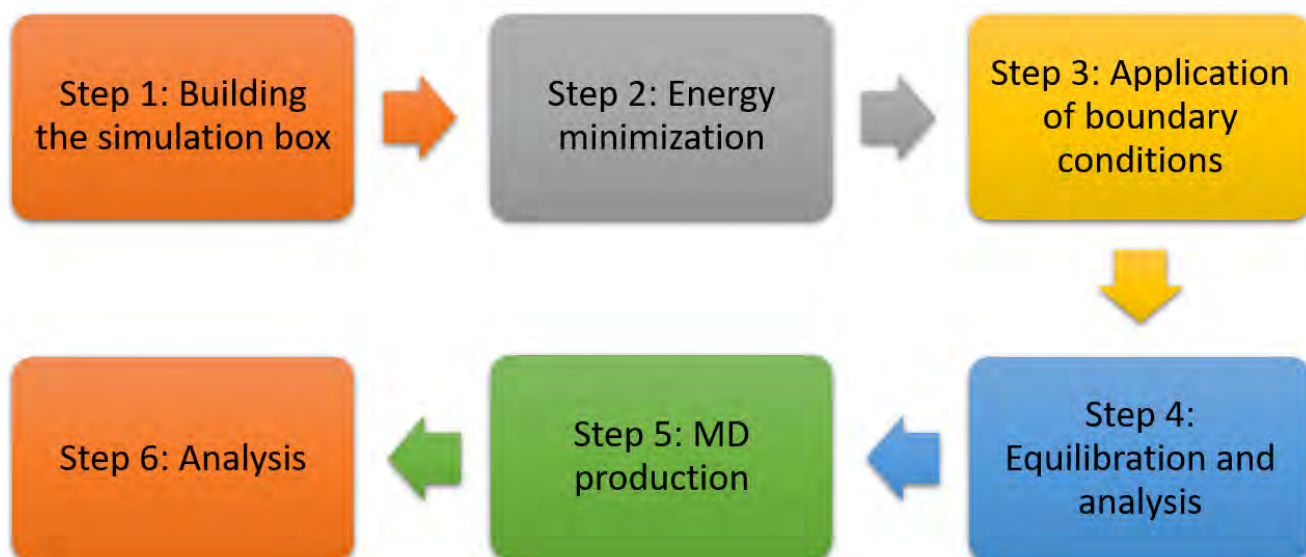 Step 1: Building
the simulation box
Step 2: Energy
minimization
Step 3: Application
of boundary
conditions
Step 4:
Equilibration and
analysis
Step 5: MD
production
Step 6: Analysis